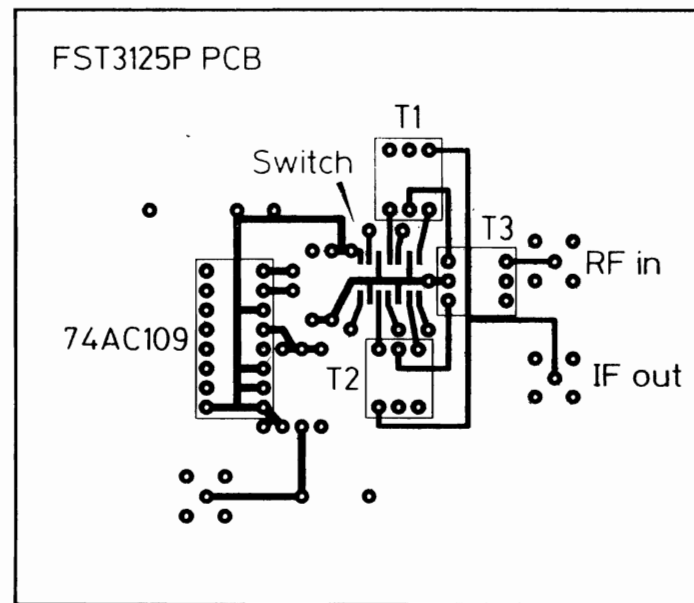 FST3125P PCB
T1
Switch
T3
RF in
74AC109
T2
IF out